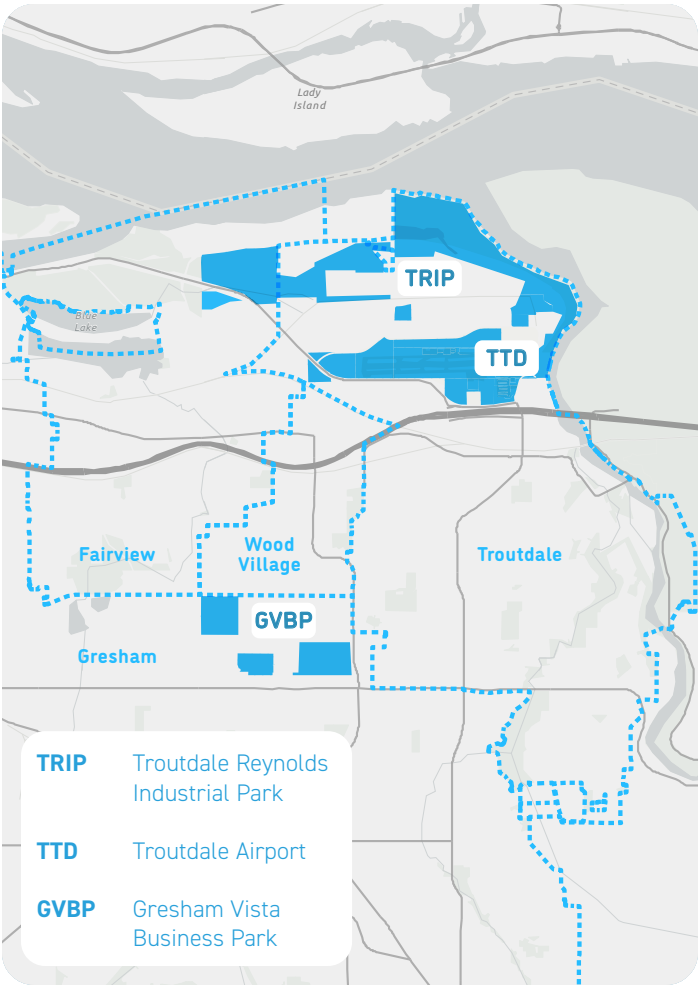 Lady
Island
TRIP
Blue
Lake
TTD
Fairview
Wood
Village
Troutdale
GVBP
Gresham
TRIP Troutdale Reynolds
Industrial Park
TTD Troutdale Airport
GVBP Gresham Vista
Business Park